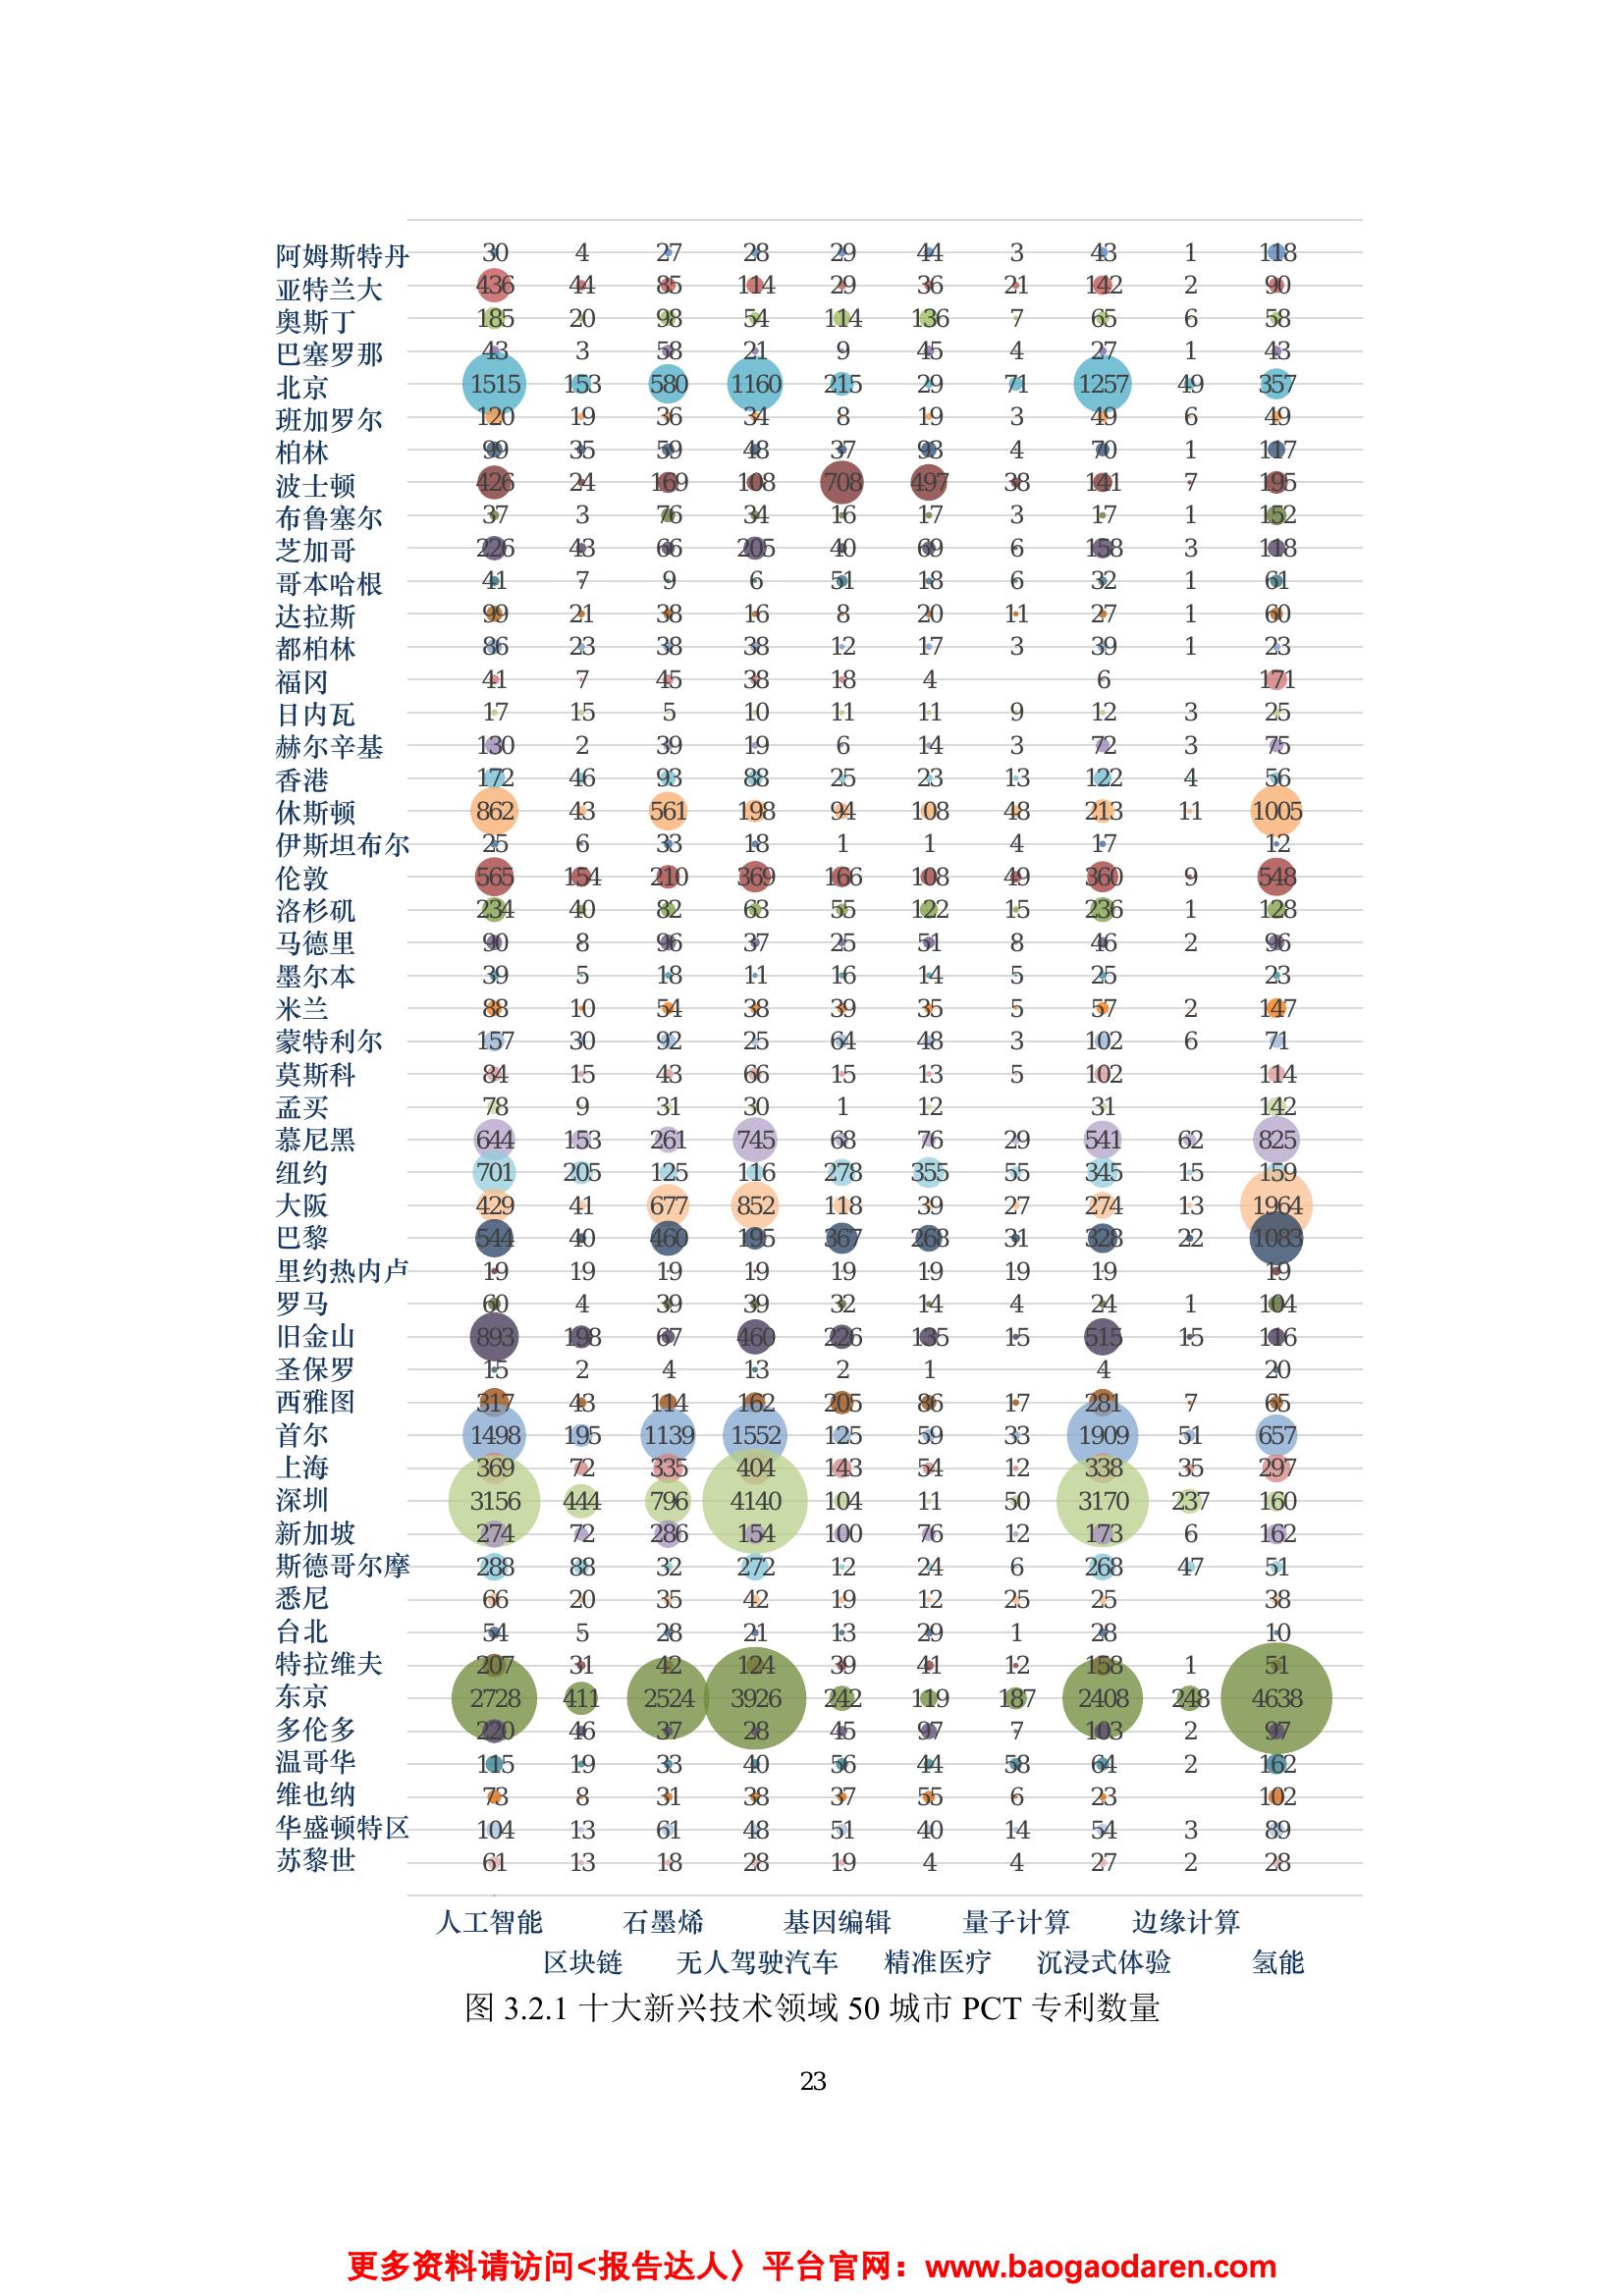 阿姆斯特丹 30 4 27 28 29 44 3 43 1 118
亚特兰大 436 44 85 114 29 36 21 142 2 90
奥斯丁 185 20 98 54 114 136 7 65 6 58
巴塞罗那 43 3 58 21 9 45 4 27 1 43
北京 1515 153 580 1160 215 29 71 1257 49 357
班加罗尔 120 19 36 34 8 19 3 49 6 49
柏林 99 35 59 48 37 93 4 70 1 117
波士顿 426 24 169 108 708 497 38 141 7 195
布鲁塞尔 37 3 76 34 16 17 3 17 1 152
芝加哥 226 43 66 205 40 69 6 158 3 118
哥本哈根 41 7 9 6 51 18 6 32 1 61
达拉斯 99 21 38 16 8 20 11 27 1 60
都柏林 86 23 38 38 12 17 3 39 1 23
福冈 41 7 45 38 18 4 6 171
日内瓦 17 15 5 10 11 11 9 12 3 25
赫尔辛基 130 2 39 19 6 14 3 72 3 75
香港 172 46 93 88 25 23 13 122 4 56
休斯顿 862 43 561 198 94 108 48 213 11 1005
伊斯坦布尔 25 6 33 18 1 1 4 17 12
伦敦 565 154 210 369 166 108 49 360 9 548
洛杉矶 234 40 82 63 55 122 15 236 1 128
马德里 90 8 96 37 25 51 8 46 2 96
墨尔本 39 5 18 11 16 14 5 25 23
米兰 88 10 54 38 39 35 5 57 2 147
蒙特利尔 157 30 92 25 64 48 3 102 6 71
莫斯科 84 15 43 66 15 13 5 102 114
孟买 78 9 31 30 1 12 31 142
慕尼黑 644 153 261 745 68 76 29 541 62 825
纽约 701 205 125 116 278 355 55 345 15 159
大阪 429 41 677 852 118 39 27 274 13 1964
巴黎 544 40 460 195 367 268 31 328 22 1083
里约热内卢 19 19 19 19 19 19 19 19 19
罗马 60 4 39 39 32 14 4 24 1 104
旧金山 893 198 67 460 226 135 15 515 15 116
圣保罗 15 2 4 13 2 1 4 20
西雅图 317 43 114 162 205 86 17 281 7 65
首尔 1498 195 1139 1552 125 59 33 1909 51 657
上海 369 72 335 404 143 54 12 338 35 297
深圳 3156 444 796 4140 104 11 50 3170 237 160
新加坡 274 72 286 154 100 76 12 173 6 162
斯德哥尔摩 288 88 32 272 12 24 6 268 47 51
悉尼 66 20 35 42 19 12 25 25 38
台北 54 5 28 21 13 29 1 28 10
特拉维夫 207 31 42 124 39 41 12 158 1 51
东京 2728 411 2524 3926 242 119 187 2408 248 4638
多伦多 220 46 37 28 45 97 7 103 2 97
温哥华 115 19 33 40 56 44 58 64 2 162
维也纳 73 8 31 38 37 55 6 23 102
华盛顿特区 104 13 61 48 51 40 14 54 3 89
苏黎世 61 13 18 28 19 4 4 27 2 28
人工智能 石墨烯 基因编辑 量子计算 边缘计算
区块链 无人驾驶汽车 精准医疗 沉浸式体验 氢能
图 3.2.1 十大新兴技术领域 50 城市 PCT 专利数量
23
更多资料请访问<报告达人〉平台官网：www.baogaodaren.com